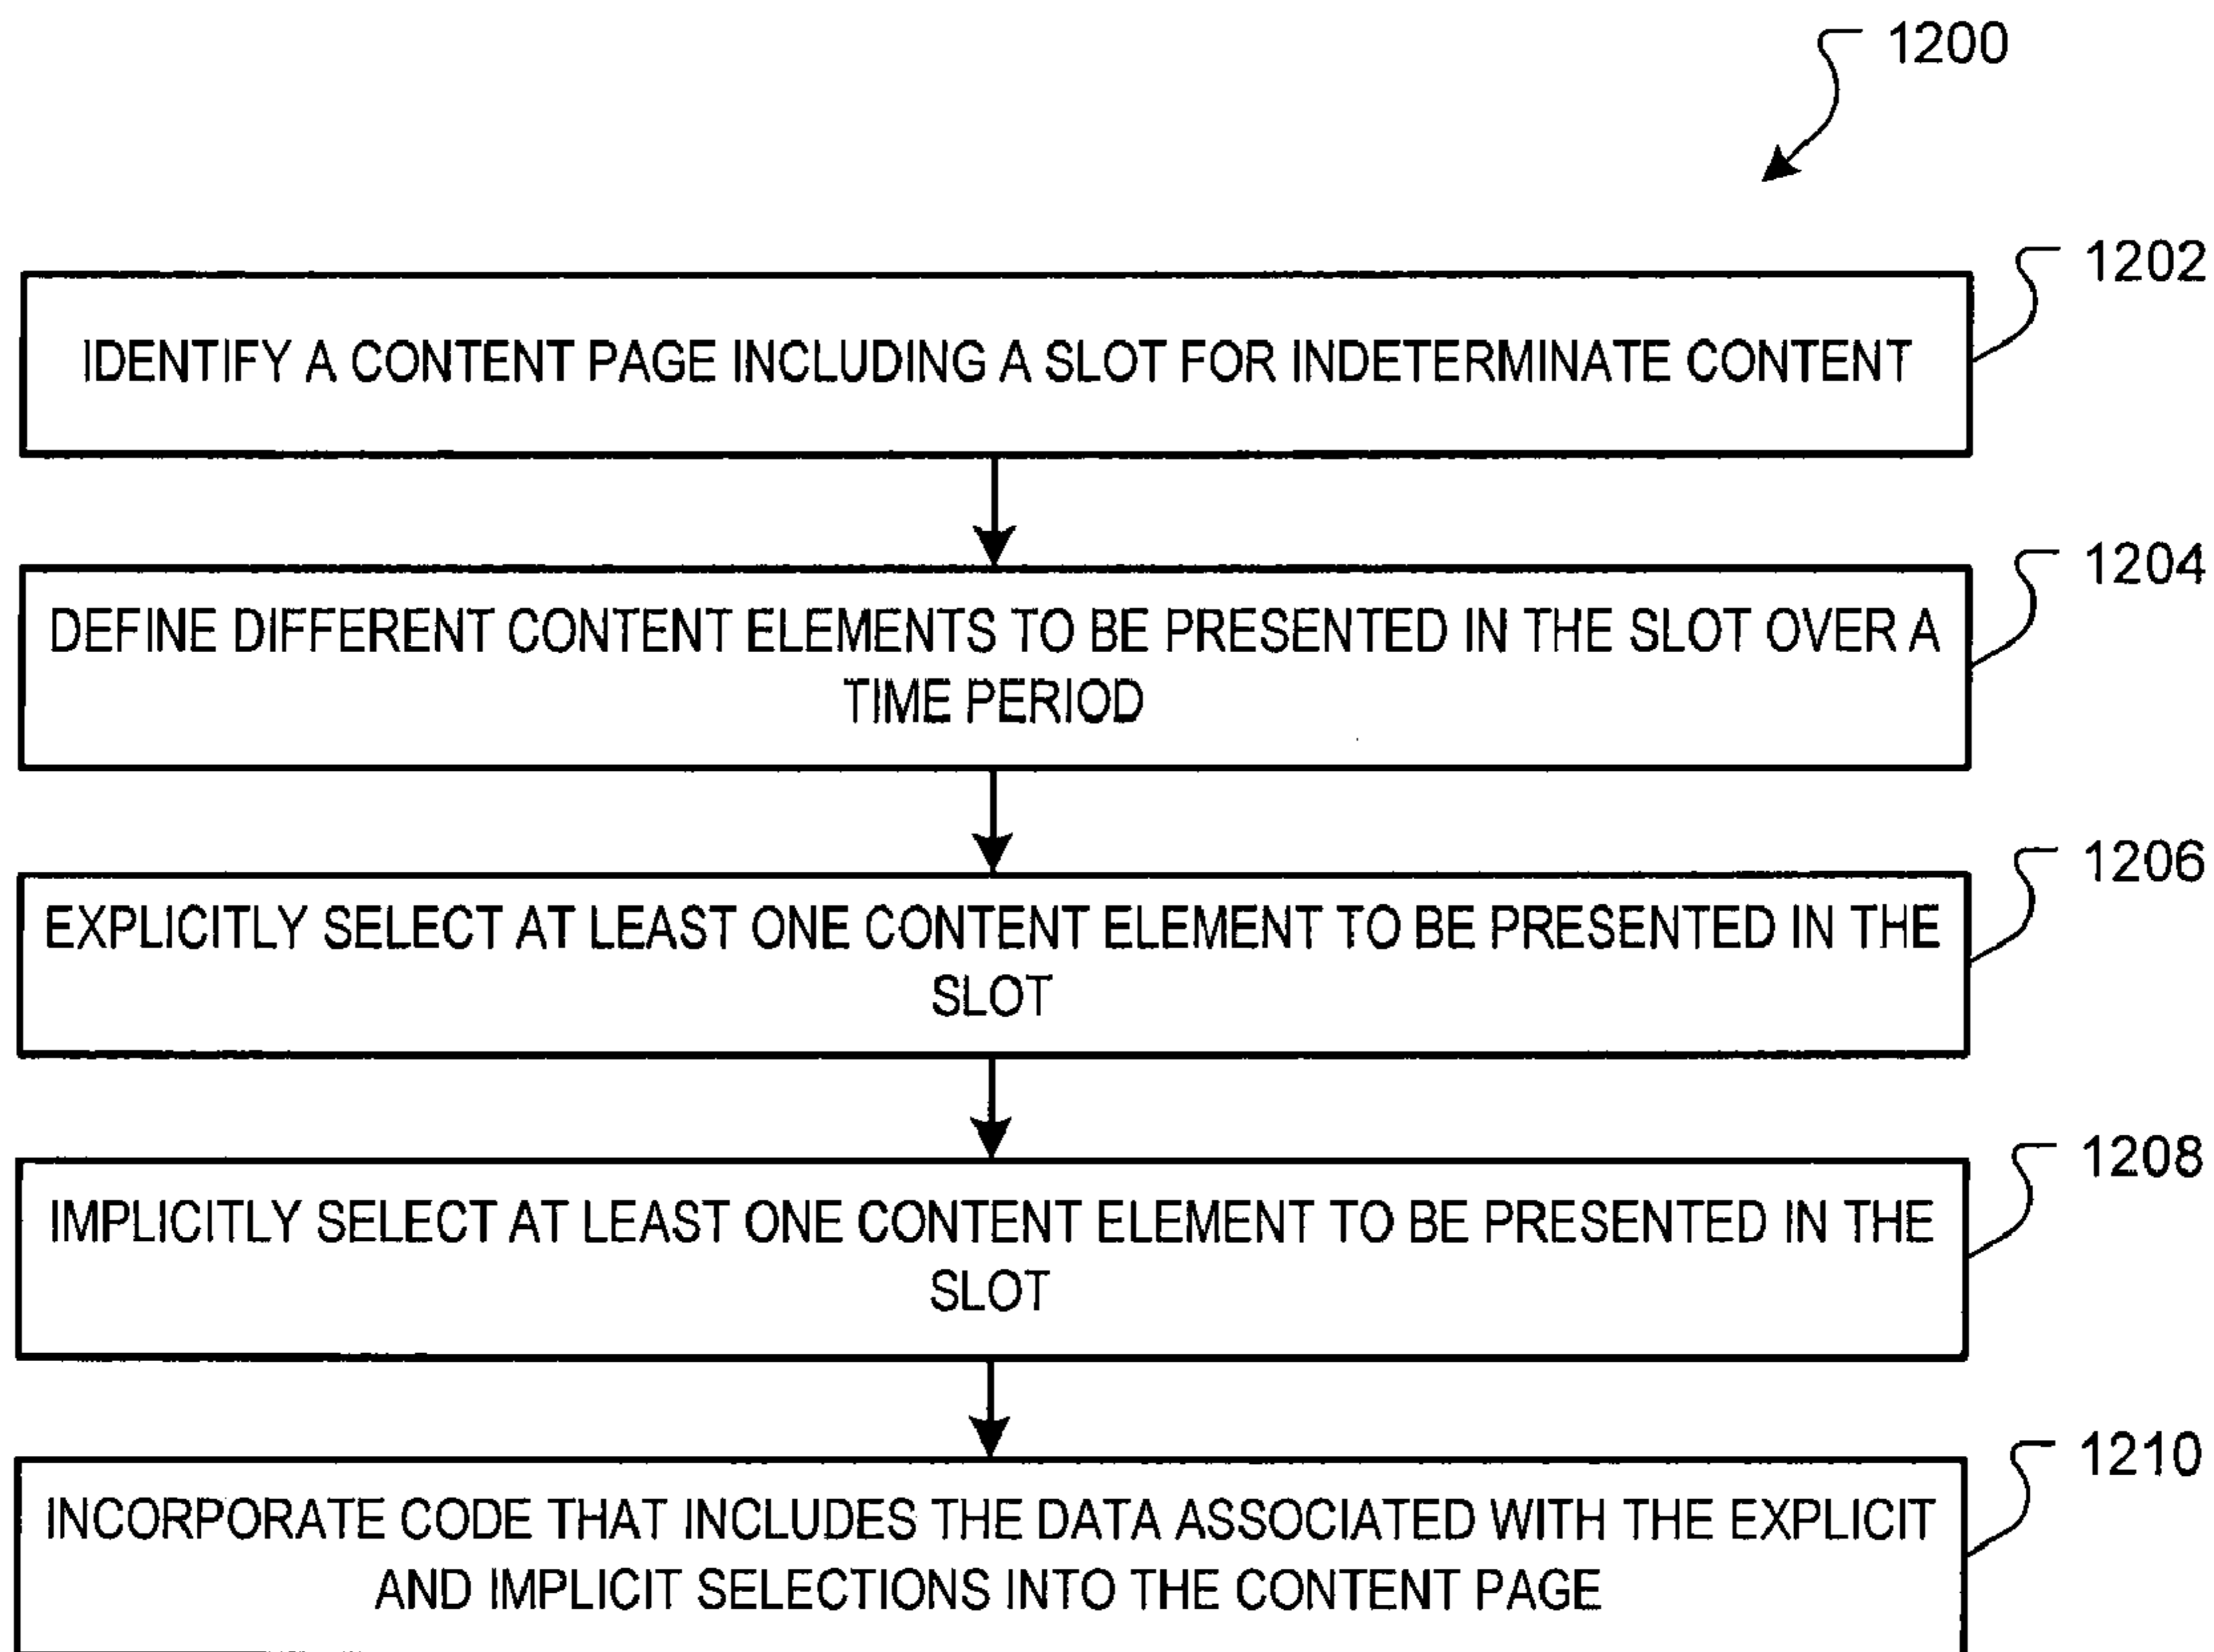 1200
1202
IDENTIFY A CONTENT PAGE INCLUDING A SLOT FOR INDETERMINATE CONTENT
1204
DEFINE DIFFERENT CONTENT ELEMENTS TO BE PRESENTED IN THE SLOT OVER A
TIME PERIOD
1206
EXPLICITLY SELECT AT LEAST ONE CONTENT ELEMENT TO BE PRESENTED IN THE
SLOT
1208
IMPLICITLY SELECT AT LEAST ONE CONTENT ELEMENT TO BE PRESENTED IN THE
SLOT
1210
INCORPORATE CODE THAT INCLUDES THE DATA ASSOCIATED WITH THE EXPLICIT
AND IMPLICIT SELECTIONS INTO THE CONTENT PAGE